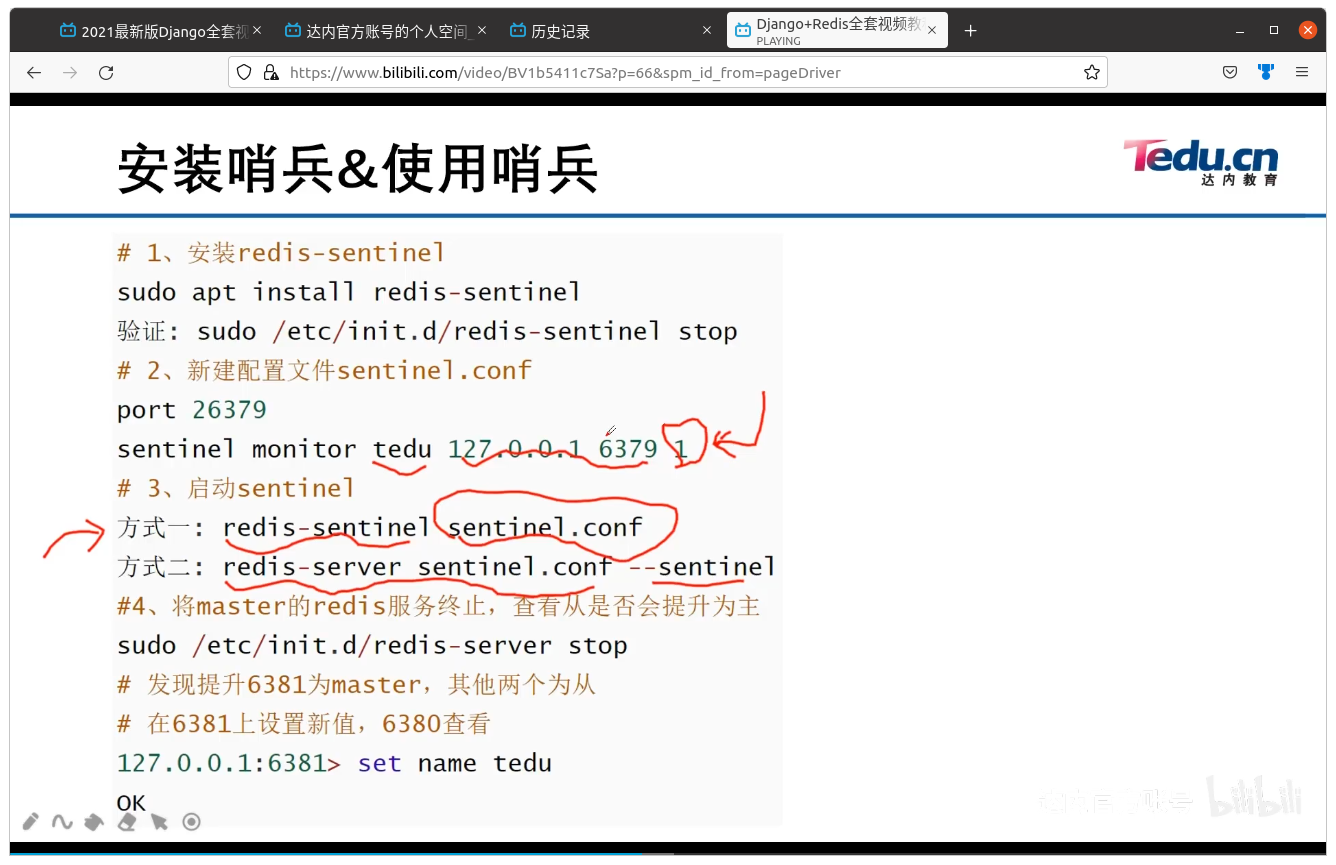 2021最新版Django全套视
达内官方账号的个人空间_
历史记录
Django+Redis全套视频教
PLAYING
https://www.bilibili.com/video/BV1b5411c7Sa?p=66&spm_id_from=pageDriver
安装哨兵&使用哨兵
Tedu.cn
达内教育
# 1、安装redis-sentinel
sudo apt install redis-sentinel
验证: sudo /etc/init.d/redis-sentinel stop
# 2、新建配置文件sentinel.conf
port 26379
sentinel monitor tedu 127.0.0.1 6379 1
# 3、启动sentinel
方式一: redis-sentinel sentinel.conf
方式二: redis-server sentinel.conf --sentinel
#4、将master的redis服务终止，查看从是否会提升为主
sudo /etc/init.d/redis-server stop
# 发现提升6381为master，其他两个为从
# 在6381上设置新值，6380查看
127.0.0.1:6381> set name tedu
OK
bilibili